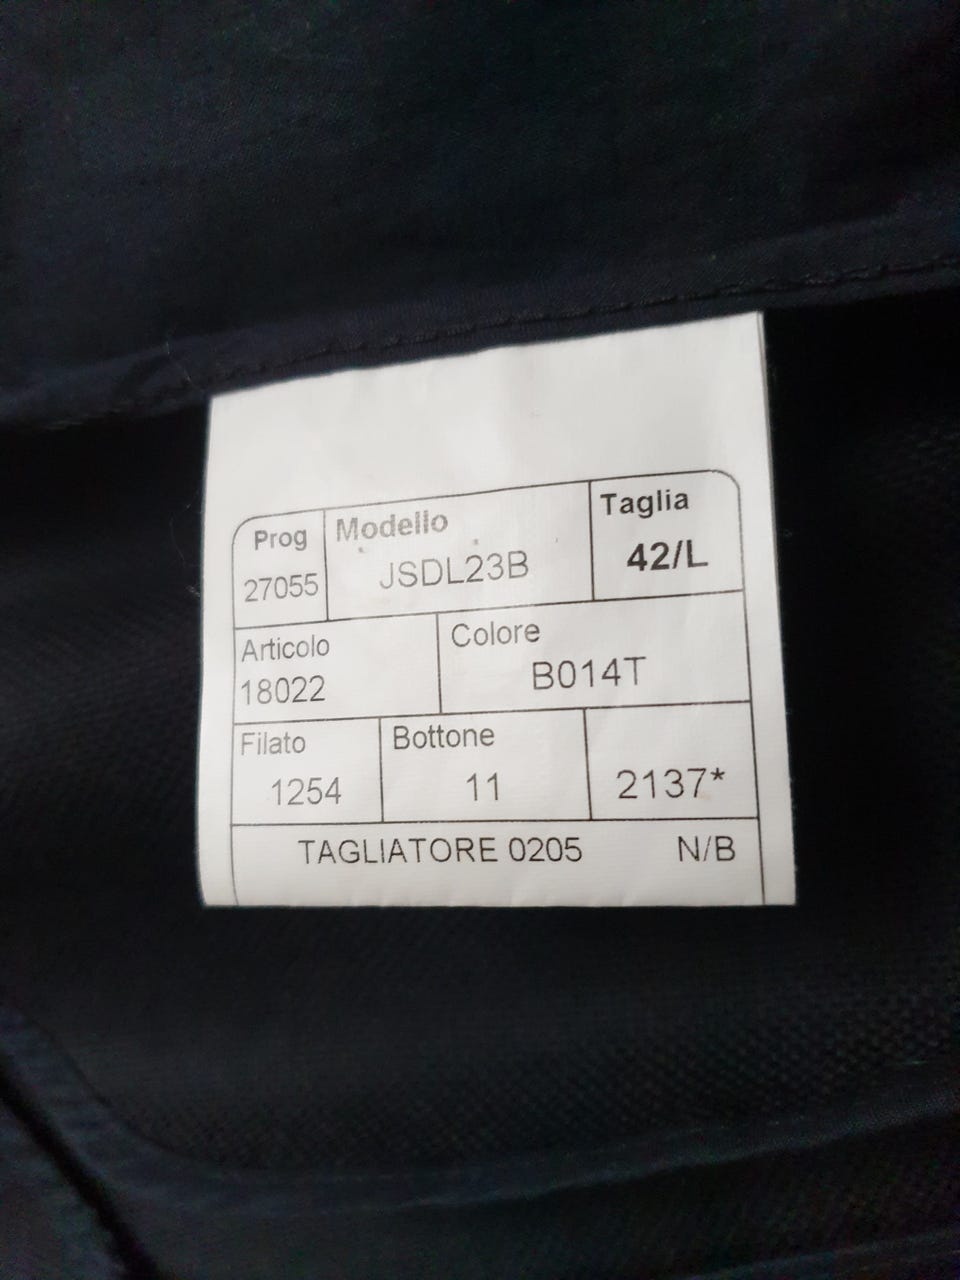 Prog Modello Taglia
27055 JSDL23B 42/L
Articolo Colore
18022 B014T
Filato Bottone
1254 11 2137*
TAGLIATORE 0205 N/B